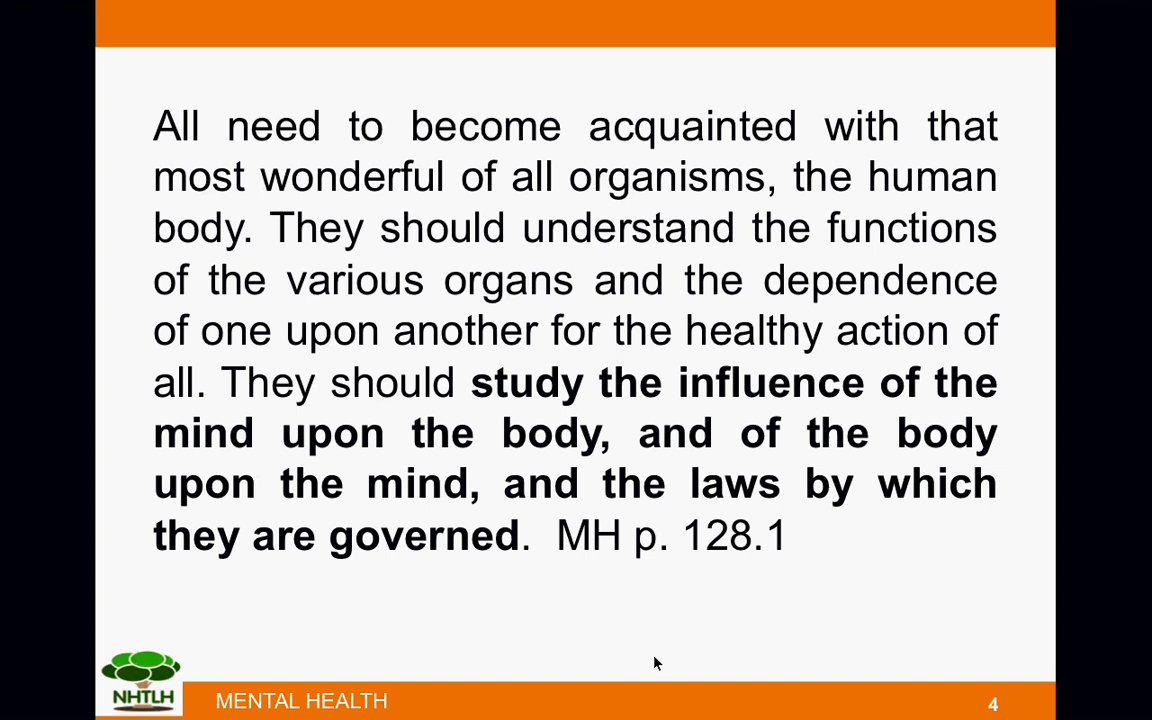 All need to become acquainted with that
most wonderful of all organisms, the human
body. They should understand the functions
of the various organs and the dependence
of one upon another for the healthy action of
all. They should study the influence of the
mind upon the body, and of the body
upon the mind, and the laws by which
they are governed.  MH p. 128.1
NHTLH
MENTAL HEALTH
4